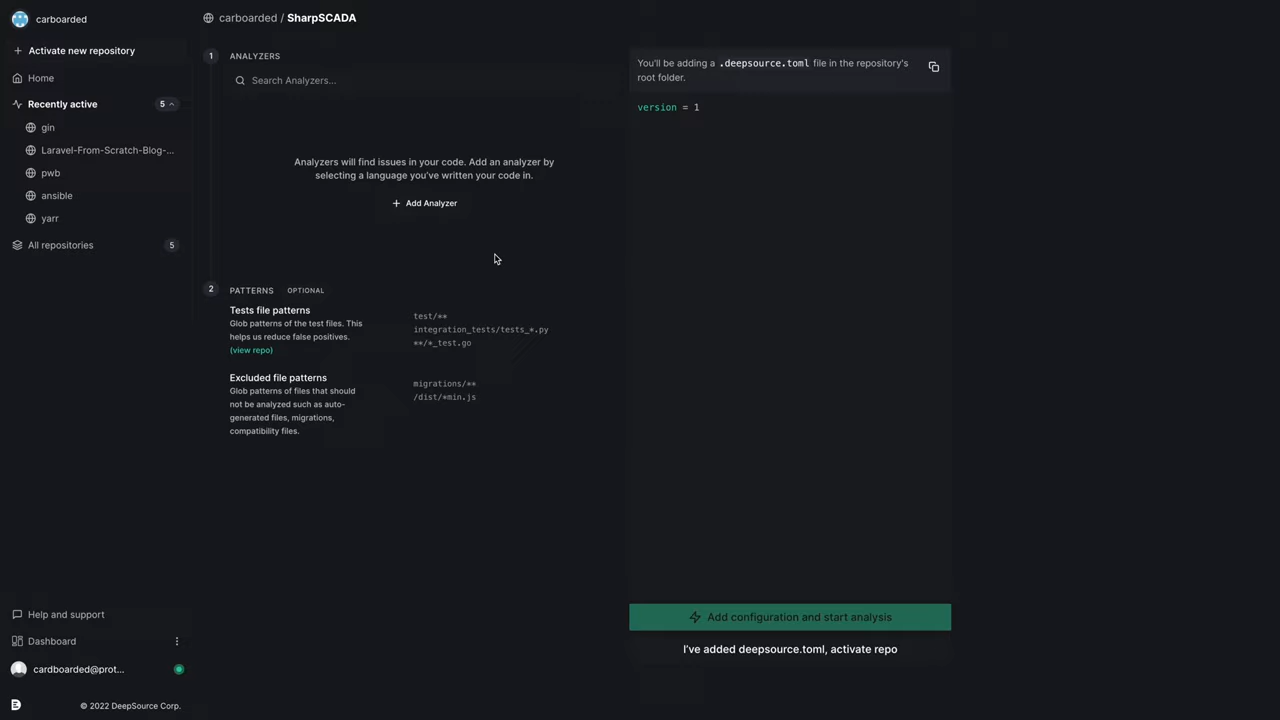 carboarded
Activate new repository
Home
Recently active
5
gin
Laravel-From-Scratch-Blog-...
pwb
ansible
yarr
All repositories
5
Help and support
Dashboard
cardboarded@prot...
© 2022 DeepSource Corp.
carboarded / SharpSCADA
1
ANALYZERS
Search Analyzers...
Analyzers will find issues in your code. Add an analyzer by
selecting a language you've written your code in.
Add Analyzer
2
PATTERNS
OPTIONAL
Tests file patterns
Glob patterns of the test files. This
helps us reduce false positives.
(view repo)
test/**
integration_tests/tests_*.py
**/*_test.go
Excluded file patterns
Glob patterns of files that should
not be analyzed such as auto-
generated files, migrations,
compatibility files.
migrations/**
/dist/*min.js
You'll be adding a .deepsource.toml file in the repository's
root folder.
version = 1
Add configuration and start analysis
I've added deepsource.toml, activate repo